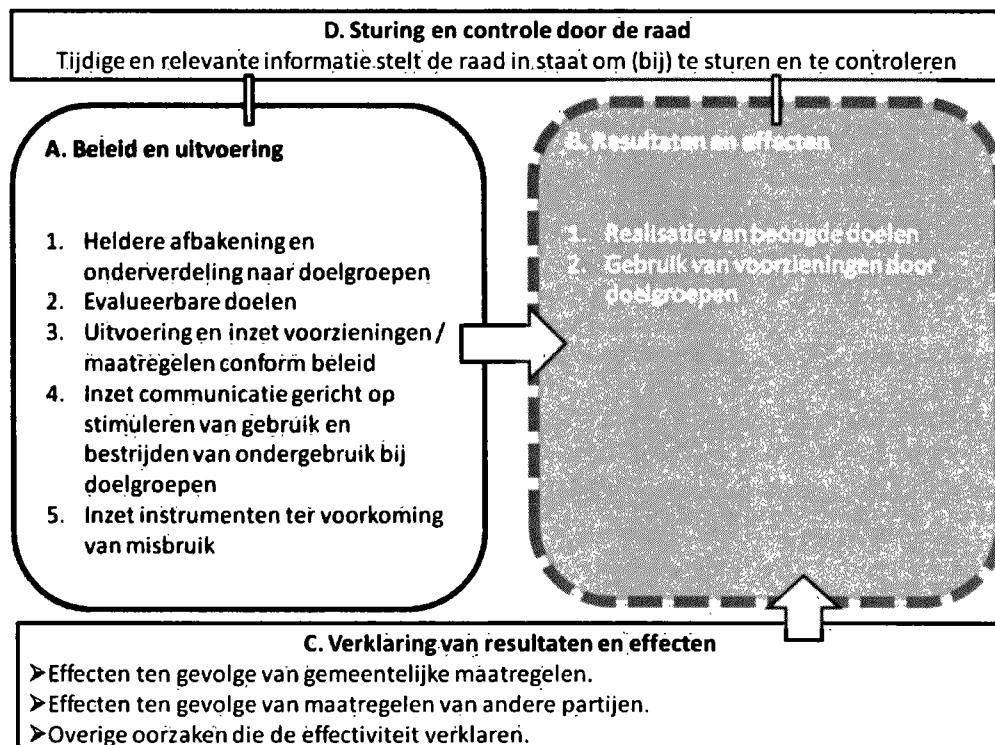 D. Sturing en controle door de raad
Tijdige en relevante informatie stelt de raad in staat om (bij) te sturen en te controleren
A. Beleid en uitvoering
1. Heldere afbakening en
onderverdeling naar doelgroepen
2. Evalueerbare doelen
3. Uitvoering en inzet voorzieningen /
maatregelen conform beleid
4. Inzet communicatie gericht op
stimuleren van gebruik en
bestrijden van ondergebruik bij
doelgroepen
5. Inzet instrumenten ter voorkoming
van misbruik
B. Resultaten en effecten
1. Realisatie van beoogde doelen
2. Gebruik van voorzieningen door
doelgroepen
C. Verklaring van resultaten en effecten
➤Effecten ten gevolge van gemeentelijke maatregelen.
➤Effecten ten gevolge van maatregelen van andere partijen.
➤Overige oorzaken die de effectiviteit verklaren.